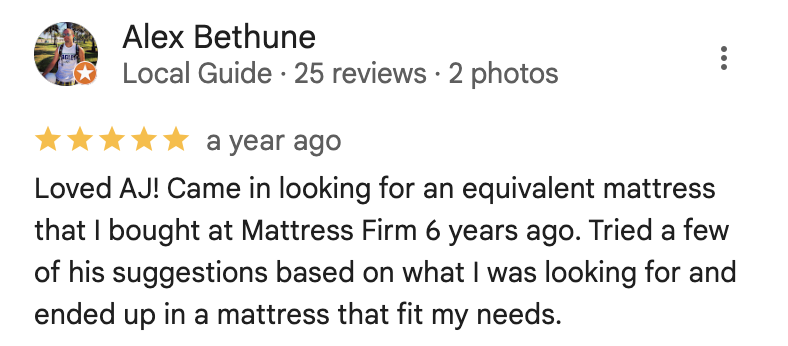 Alex Bethune
Local Guide · 25 reviews · 2 photos
a year ago
Loved AJ! Came in looking for an equivalent mattress
that I bought at Mattress Firm 6 years ago. Tried a few
of his suggestions based on what I was looking for and
ended up in a mattress that fit my needs.